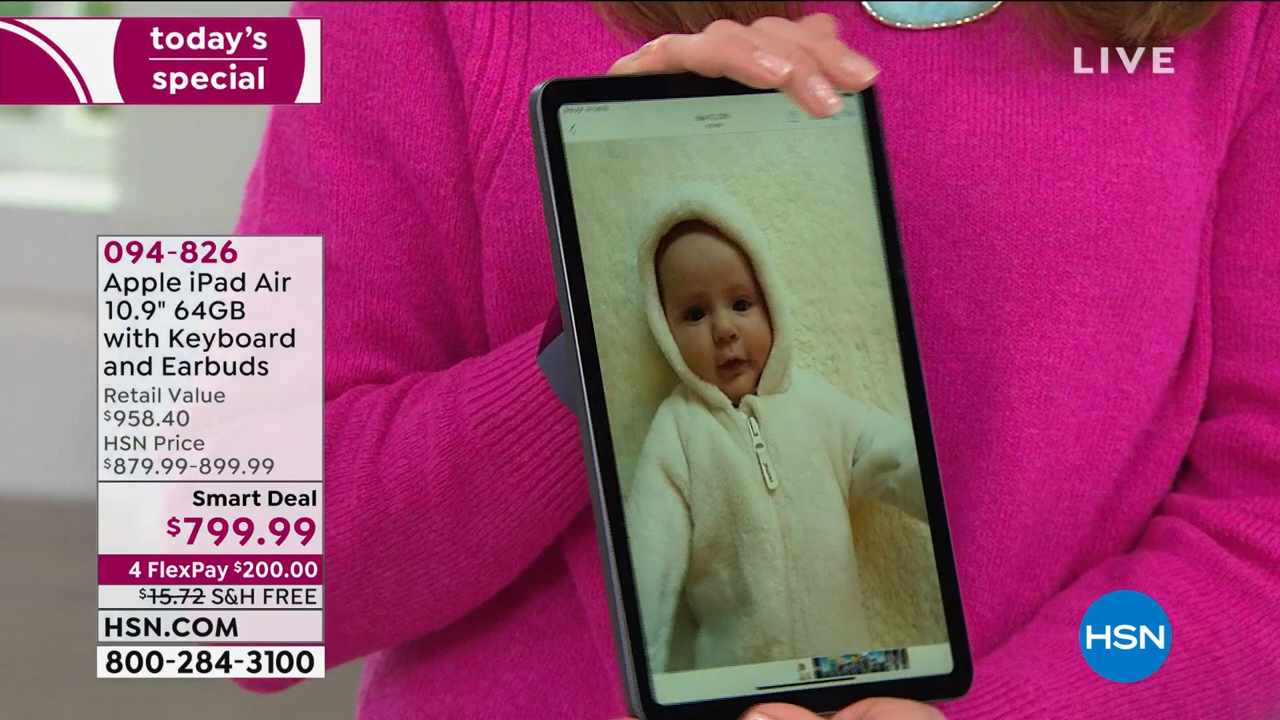 today's
special
LIVE
094-826
Apple iPad Air
10.9" 64GB
with Keyboard
and Earbuds
Retail Value
$958.40
HSN Price
$879.99-899.99
Smart Deal
$799.99
4 FlexPay $200.00
$15.72 S&H FREE
HSN.COM
800-284-3100
HSN